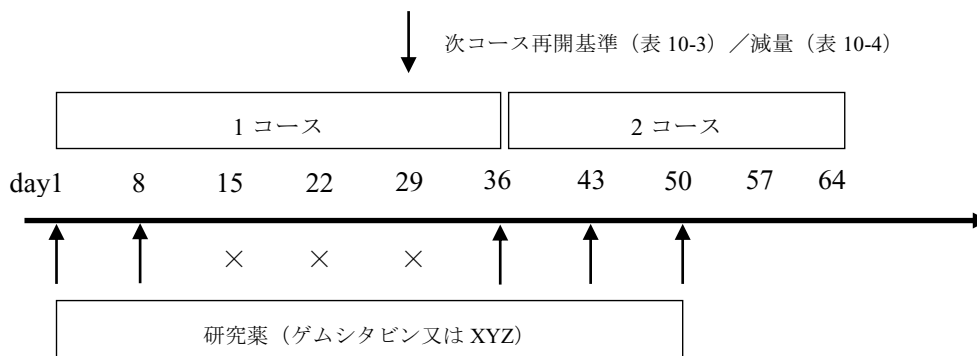 次コース再開基準（表 10-3）／減量（表 10-4）
1 コース 2 コース
day1 8 15 22 29 36 43 50 57 64
× × ×
研究薬（ゲムシタビン又は XYZ）